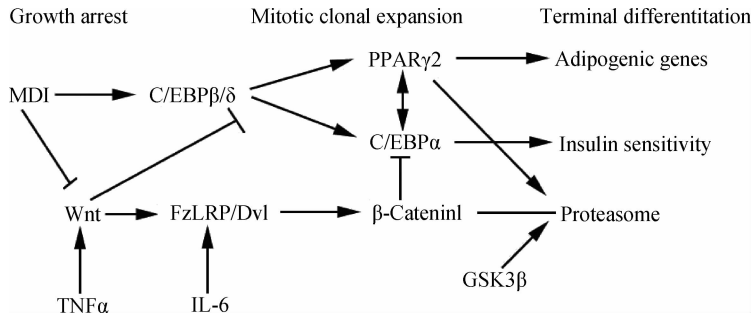 Growth arrest Mitotic clonal expansion Terminal differentitation
PPARγ2 Adipogenic genes
MDI C/EBPβ/δ
C/EBPα Insulin sensitivity
Wnt FzLRP/Dvl β-Cateninl Proteasome
GSK3β
TNFα IL-6